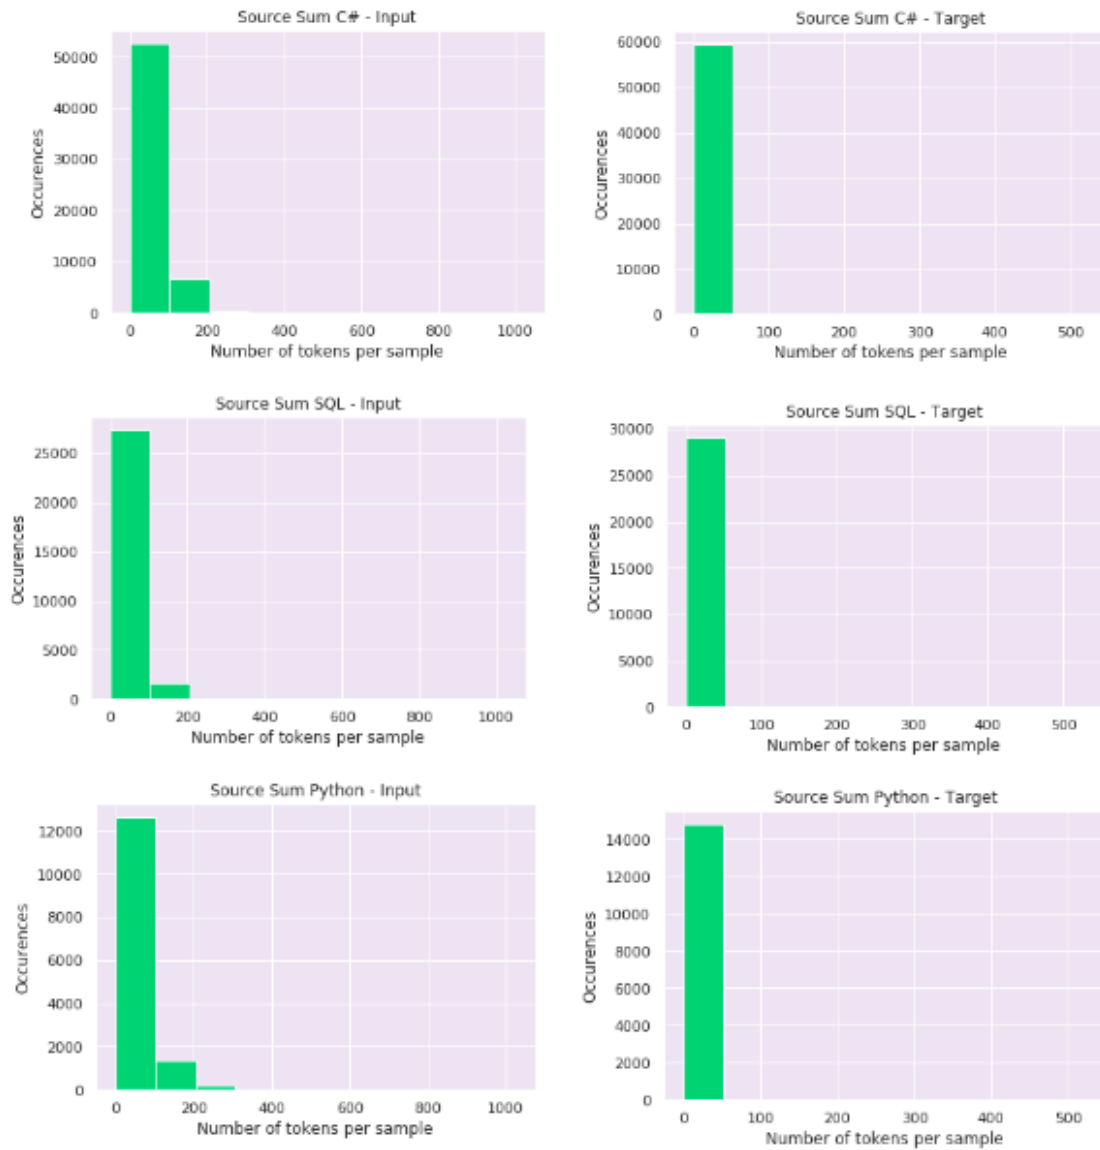 Source Sum C# - Input
Occurences
50000
40000
30000
20000
10000
0
0 200 400 600 800 1000
Number of tokens per sample
Source Sum C# - Target
Occurences
60000
50000
40000
30000
20000
10000
0
0 100 200 300 400 500
Number of tokens per sample
Source Sum SQL - Input
Occurences
25000
20000
15000
10000
5000
0
0 200 400 600 800 1000
Number of tokens per sample
Source Sum SQL - Target
Occurences
30000
25000
20000
15000
10000
5000
0
0 100 200 300 400 500
Number of tokens per sample
Source Sum Python - Input
Occurences
12000
10000
8000
6000
4000
2000
0
0 200 400 600 800 1000
Number of tokens per sample
Source Sum Python - Target
Occurences
14000
12000
10000
8000
6000
4000
2000
0
0 100 200 300 400 500
Number of tokens per sample